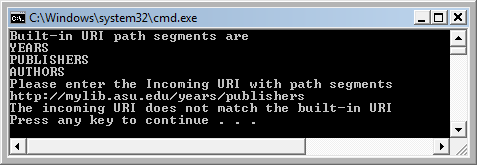 C:\Windows\system32\cmd.exe
Built-in URI path segments are
YEARS
PUBLISHERS
AUTHORS
Please enter the Incoming URI with path segments
http://mylib.asu.edu/years/publishers
The incoming URI does not match the built-in URI
Press any key to continue . . .